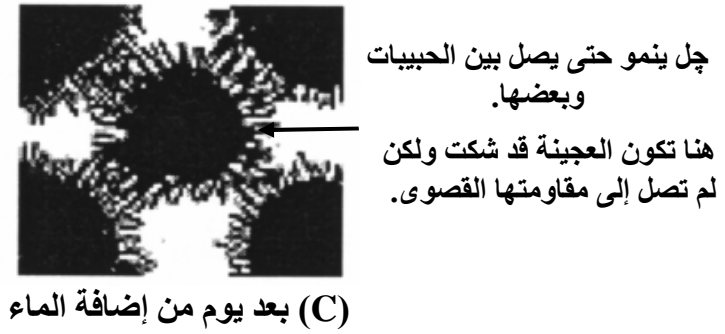 چل ينمو حتى يصل بين الحبيبات
وبعضها.
هنا تكون العجينة قد شكت ولكن
لم تصل إلى مقاومتها القصوى.
(C) بعد يوم من إضافة الماء